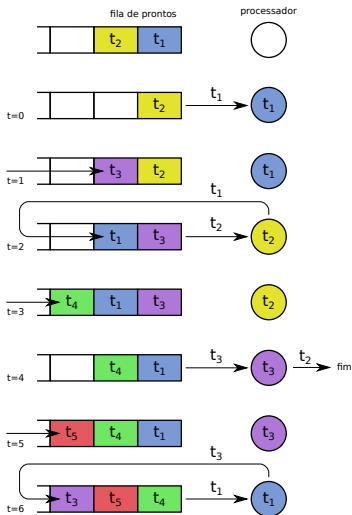 fila de prontos processador
t2 t1
t1
t=0 t2 t1
t=1 t3 t2 t1
t1
t=2 t1 t3 t2 t2
t=3 t4 t1 t3 t2
t=4 t4 t1 t3 t3 t2 fim
t=5 t5 t4 t1 t3
t3
t=6 t3 t5 t4 t1 t1